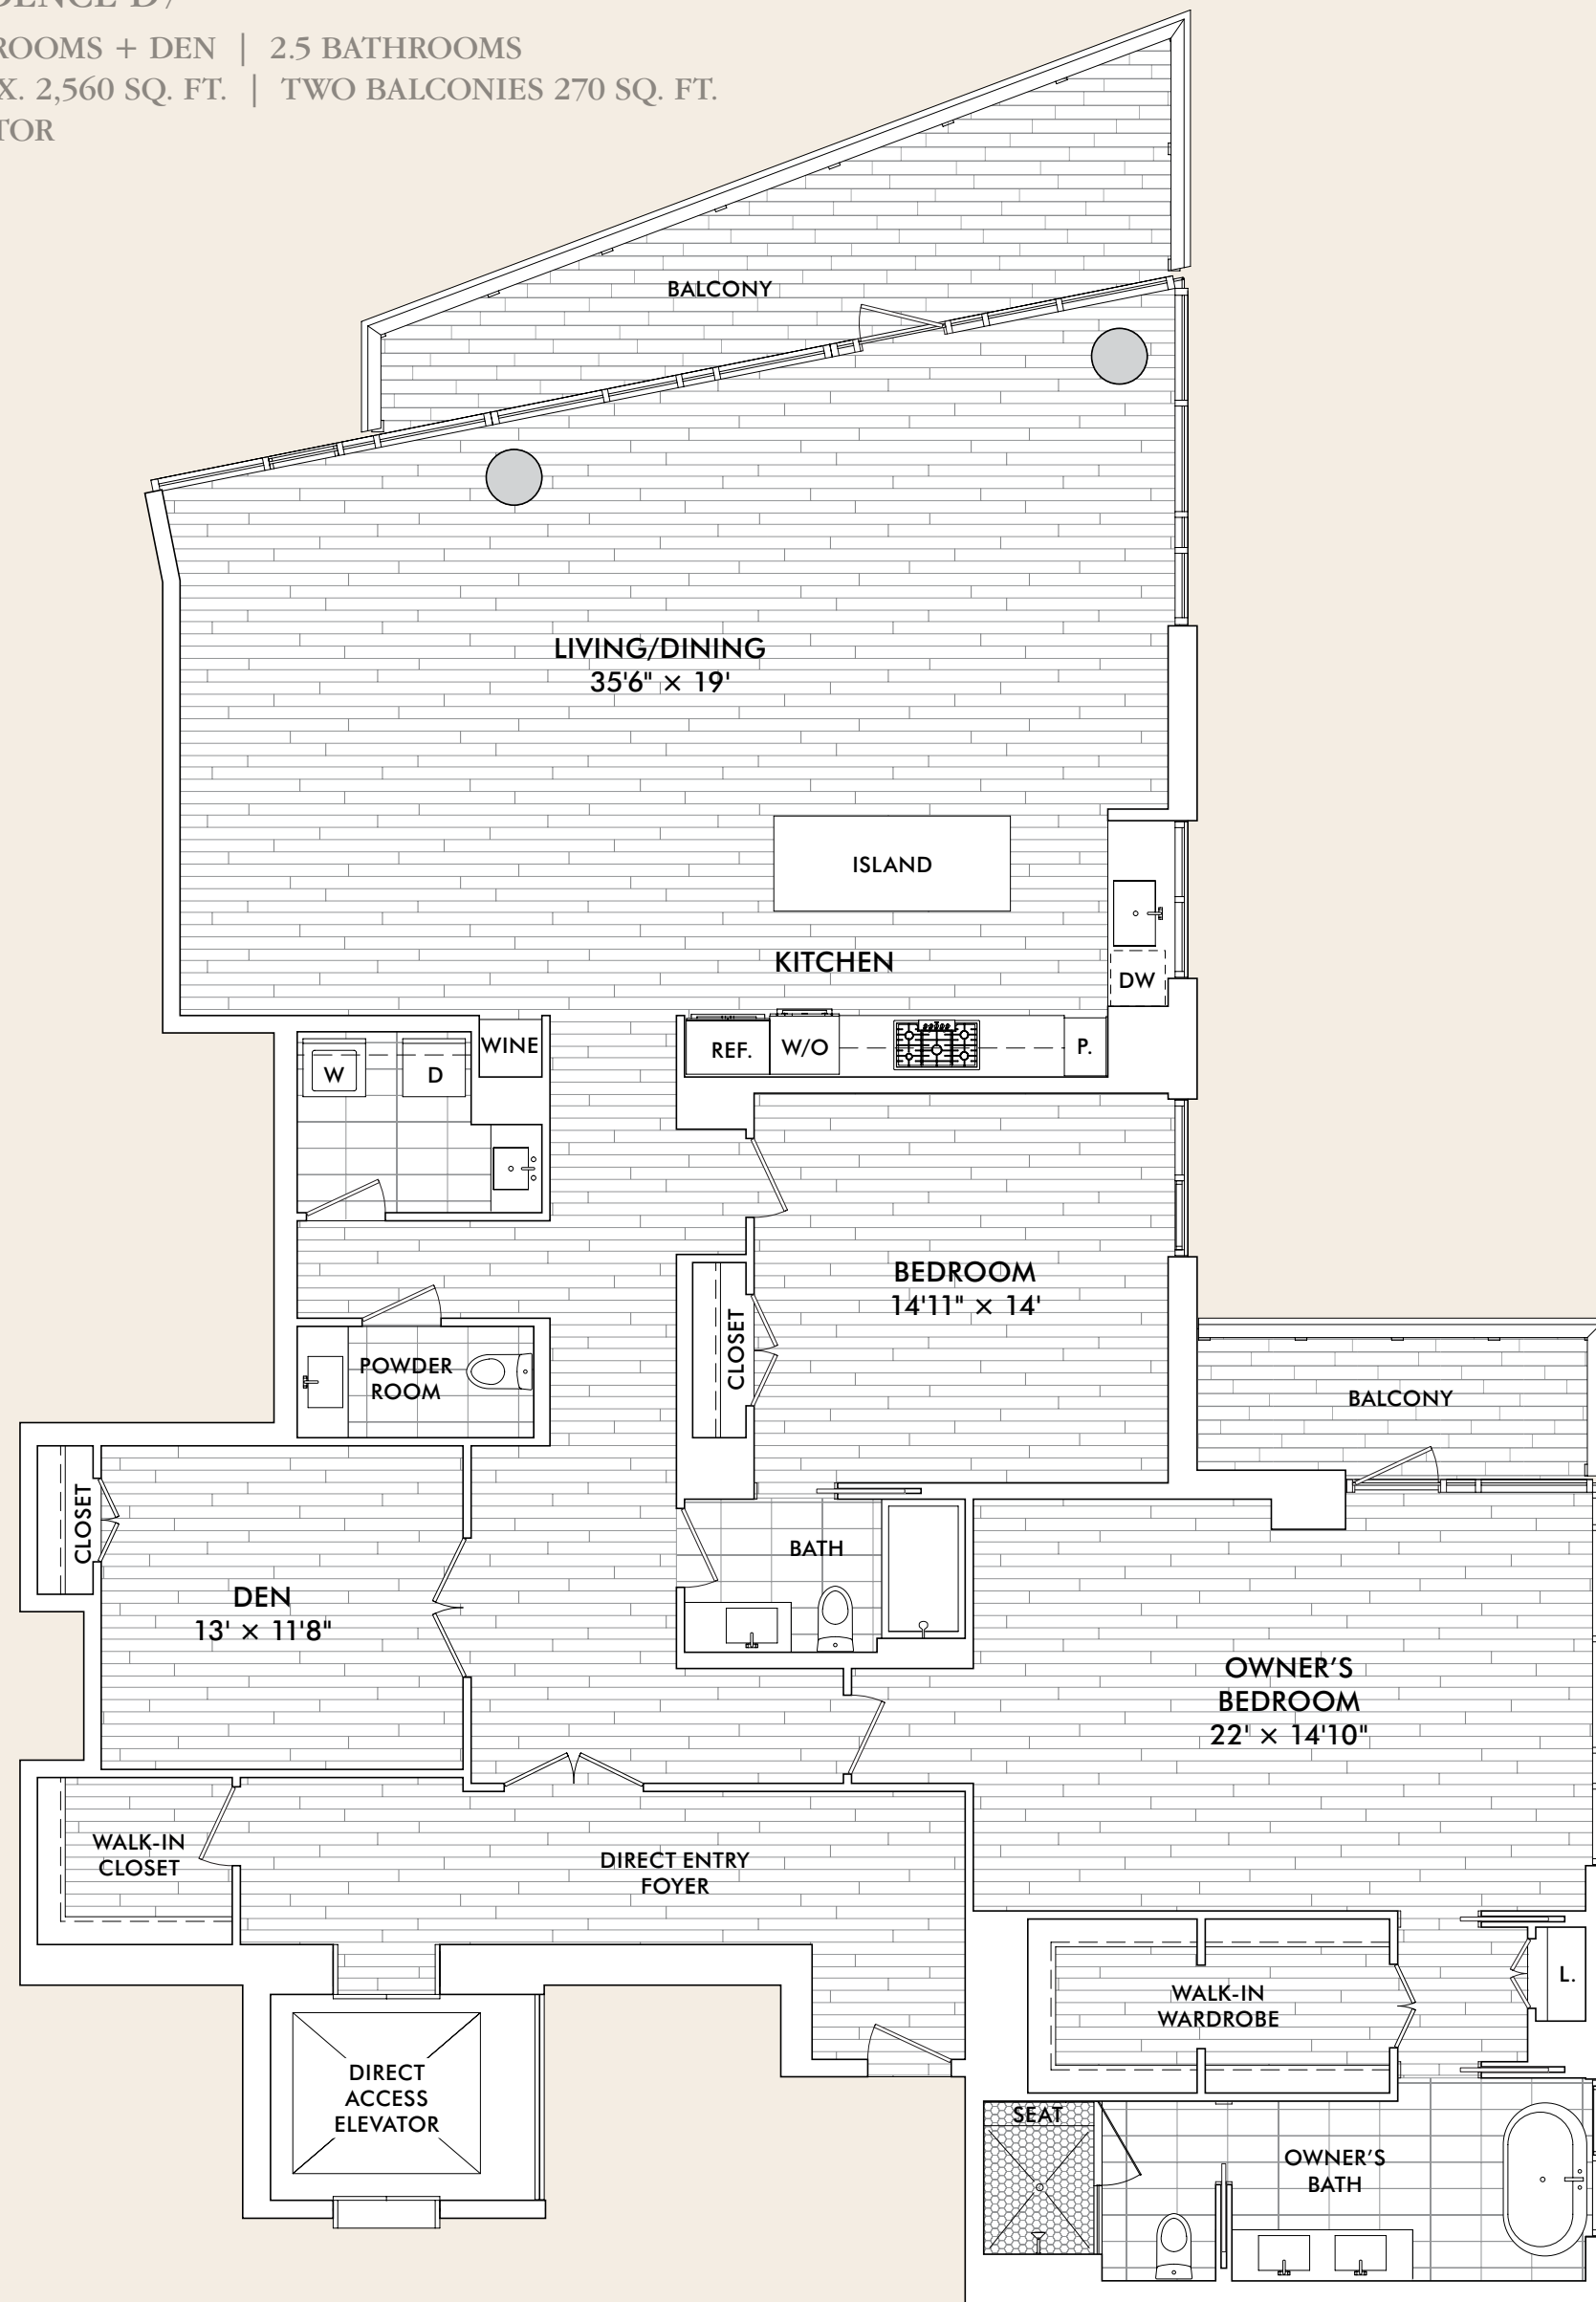 ROOMS + DEN | 2.5 BATHROOMS
X. 2,560 SQ. FT. | TWO BALCONIES 270 SQ. FT.
TOR
BALCONY
LIVING/DINING
35'6" × 19'
ISLAND
KITCHEN
DW
WINE
REF.
W/O
P.
W
D
BEDROOM
14'11" × 14'
CLOSET
POWDER
ROOM
BALCONY
CLOSET
BATH
DEN
13' × 11'8"
OWNER’S
BEDROOM
22' × 14'10"
WALK-IN
CLOSET
DIRECT ENTRY
FOYER
L.
WALK-IN
WARDROBE
DIRECT
ACCESS
ELEVATOR
SEAT
OWNER’S
BATH